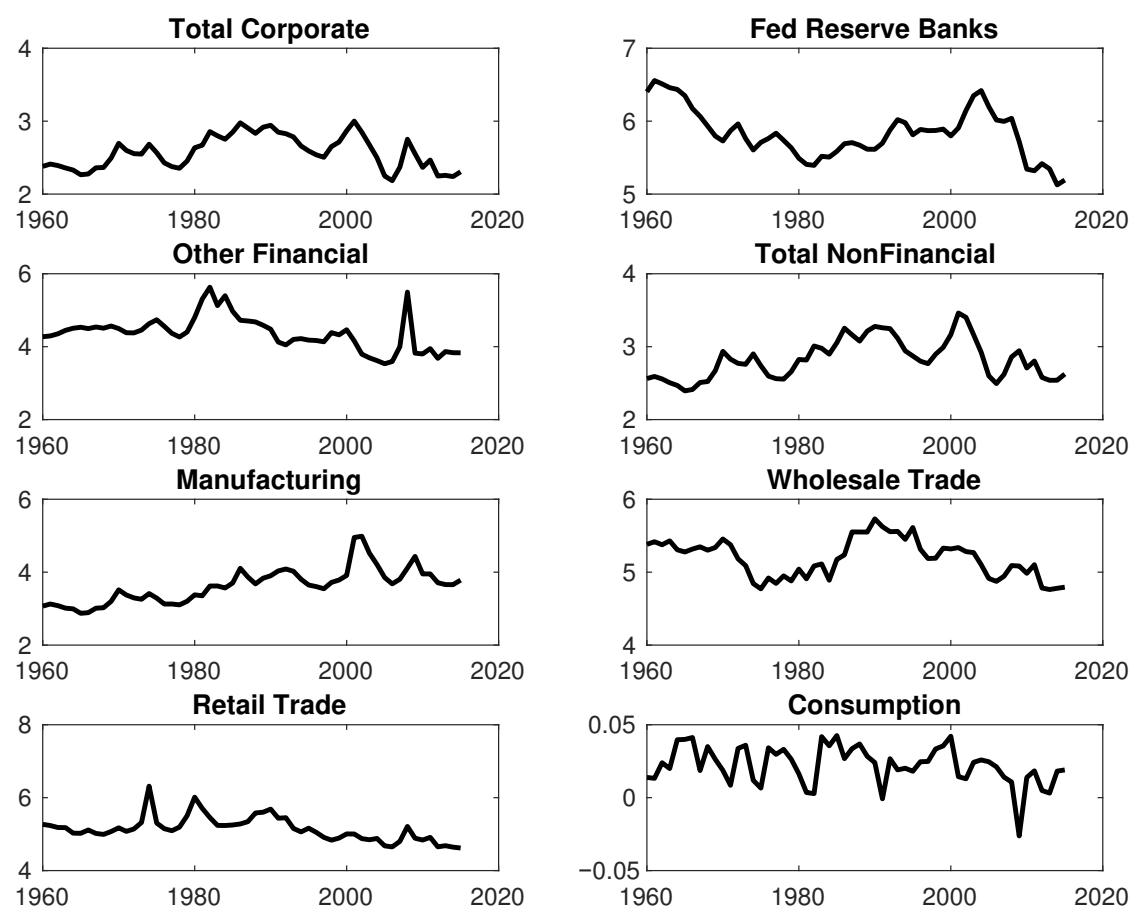 Total Corporate
4
3
2
1960 1980 2000 2020
Fed Reserve Banks
7
6
5
1960 1980 2000 2020
Other Financial
6
4
2
1960 1980 2000 2020
Total NonFinancial
4
3
2
1960 1980 2000 2020
Manufacturing
6
4
2
1960 1980 2000 2020
Wholesale Trade
6
5
4
1960 1980 2000 2020
Retail Trade
8
6
4
1960 1980 2000 2020
Consumption
0.05
0
−0.05
1960 1980 2000 2020